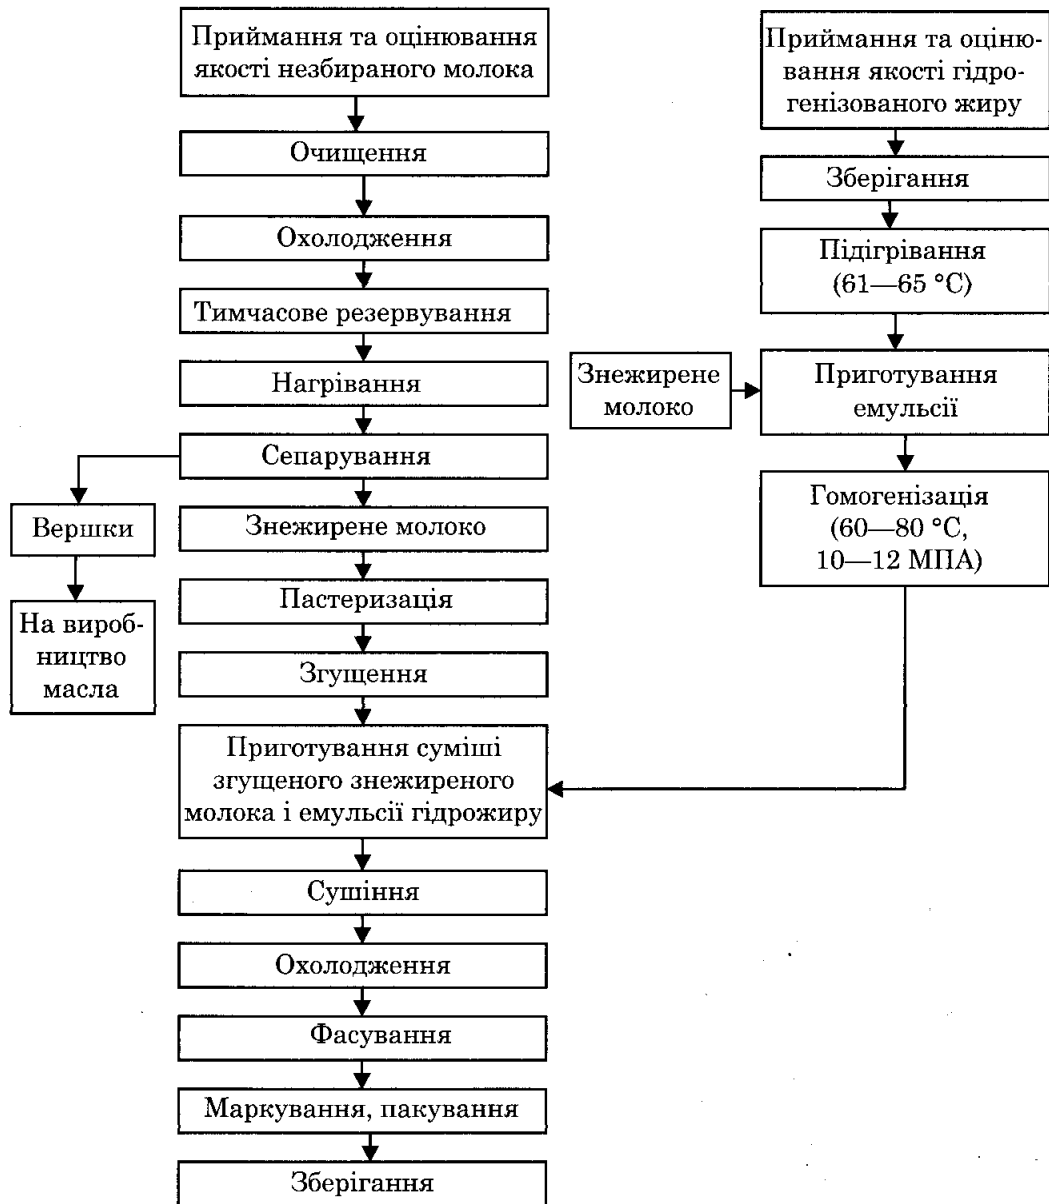 Приймання та оцінювання
якості незбираного молока
Очищення
Охолодження
Тимчасове резервування
Нагрівання
Сепарування
Вершки
На вироб-
ництво
масла
Знежирене молоко
Пастеризація
Згущення
Приготування суміші
згущеного знежиреного
молока і емульсії гідрожиру
Сушіння
Охолодження
Фасування
Маркування, пакування
Зберігання
Приймання та оціню-
вання якості гідро-
генізованого жиру
Зберігання
Підігрівання
(61—65 °C)
Знежирене
молоко
Приготування
емульсії
Гомогенізація
(60—80 °C,
10—12 МПА)